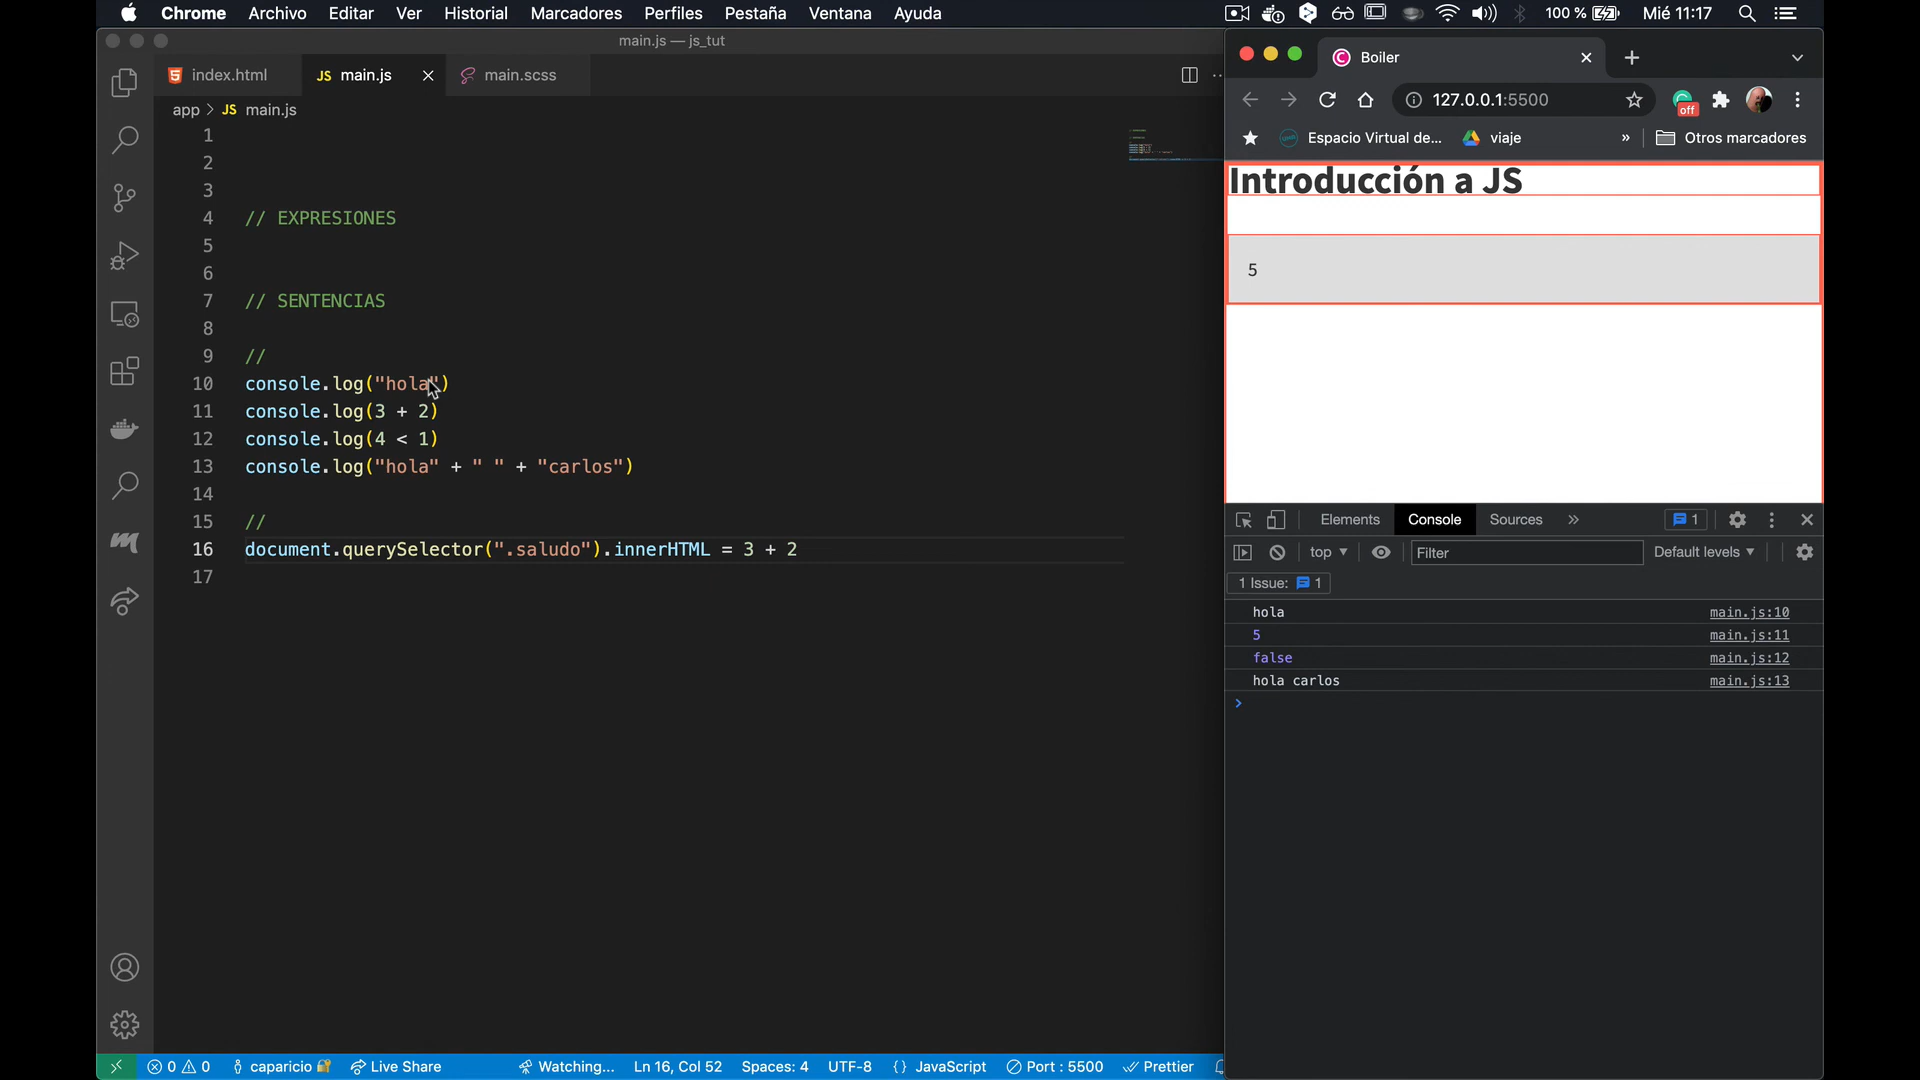 Chrome Archivo Editar Ver Historial Marcadores Perfiles Pestaña Ventana Ayuda 100 % Mié 11:17
main.js — js_tut
index.html JS main.js main.scss
app > JS main.js
1
2
3
4 // EXPRESIONES
5
6
7 // SENTENCIAS
8
9 //
10 console.log("hola")
11 console.log(3 + 2)
12 console.log(4 < 1)
13 console.log("hola" + " " + "carlos")
14
15 //
16 document.querySelector(".saludo").innerHTML = 3 + 2
17
0 0 caparicio Live Share Watching... Ln 16, Col 52 Spaces: 4 UTF-8 {} JavaScript Port : 5500 Prettier
Boiler
127.0.0.1:5500 off
Espacio Virtual de... viaje » Otros marcadores
Introducción a JS
5
Elements Console Sources » 1
top Filter Default levels
1 Issue: 1
hola main.js:10
5 main.js:11
false main.js:12
hola carlos main.js:13
>